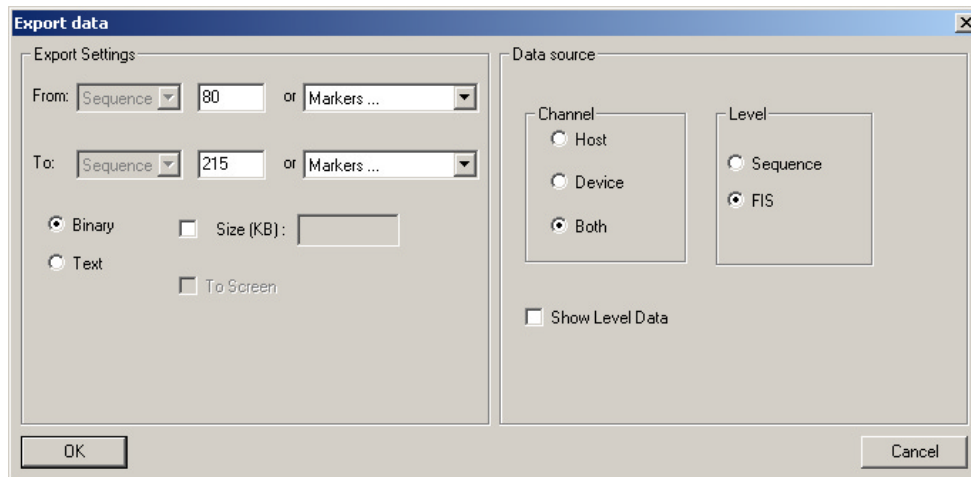 Export data
Export Settings
From: Sequence 80 or Markers ...
To: Sequence 215 or Markers ...
Binary
Size (KB) :
Text
To Screen
Data source
Channel
Host
Device
Both
Level
Sequence
FIS
Show Level Data
OK
Cancel